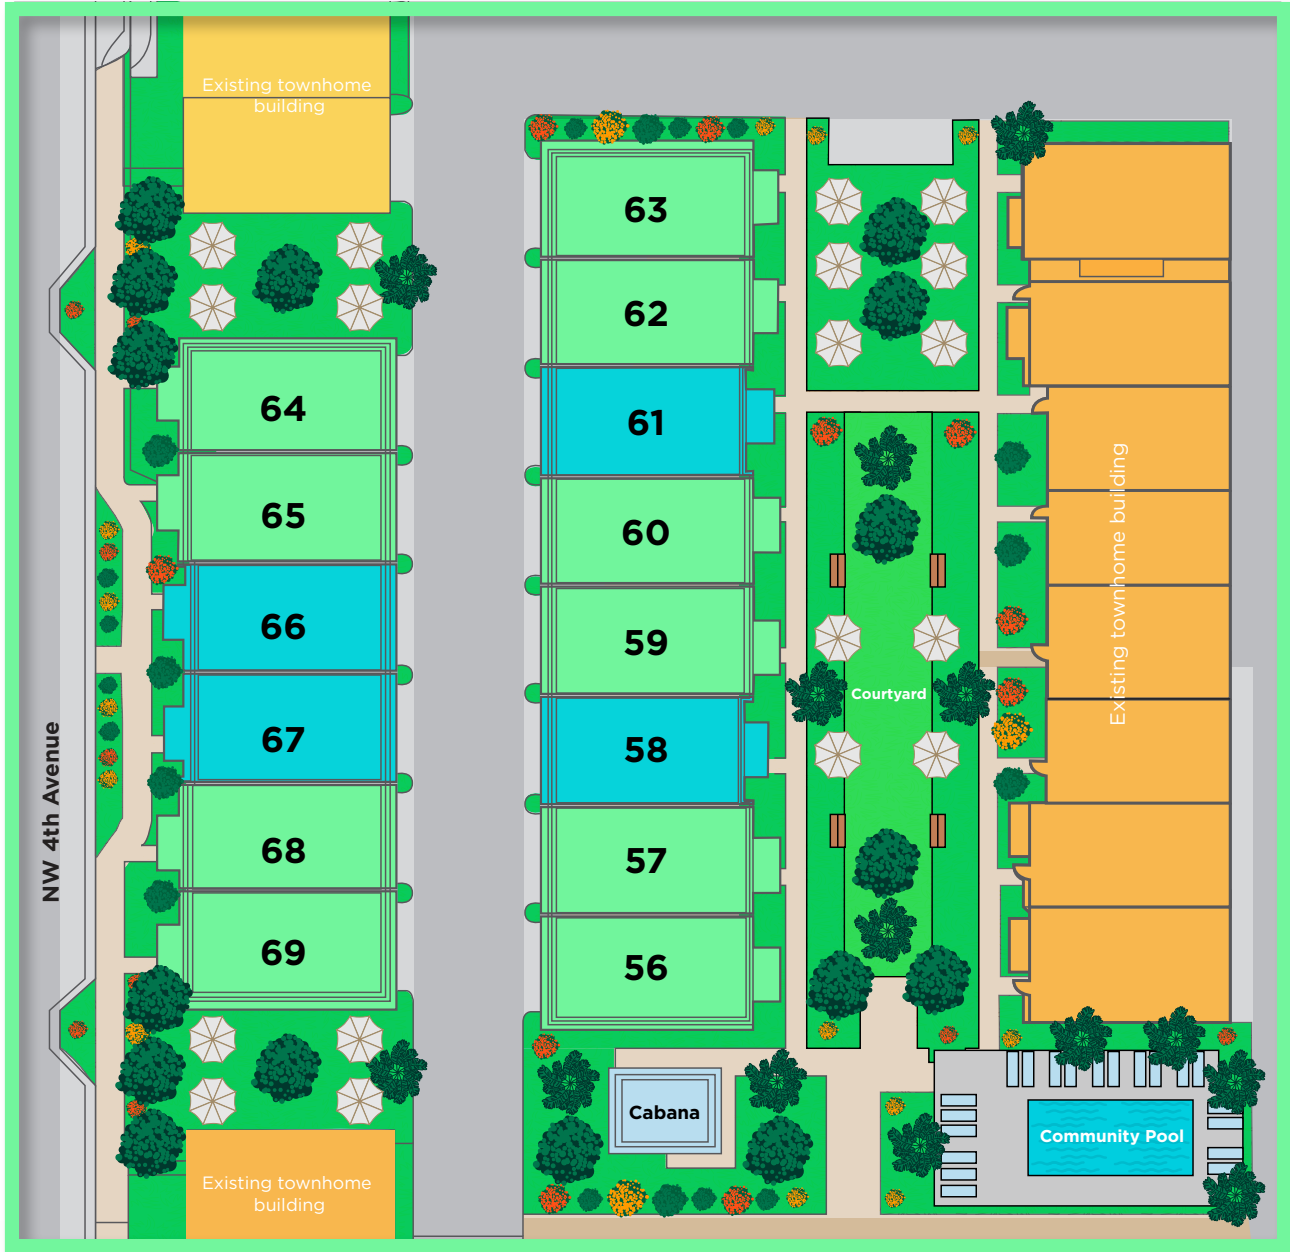 Existing townhome
building
63
62
61
60
59
58
57
56
64
65
66
67
68
69
NW 4th Avenue
Courtyard
Existing townhome building
Cabana
Community Pool
Existing townhome
building